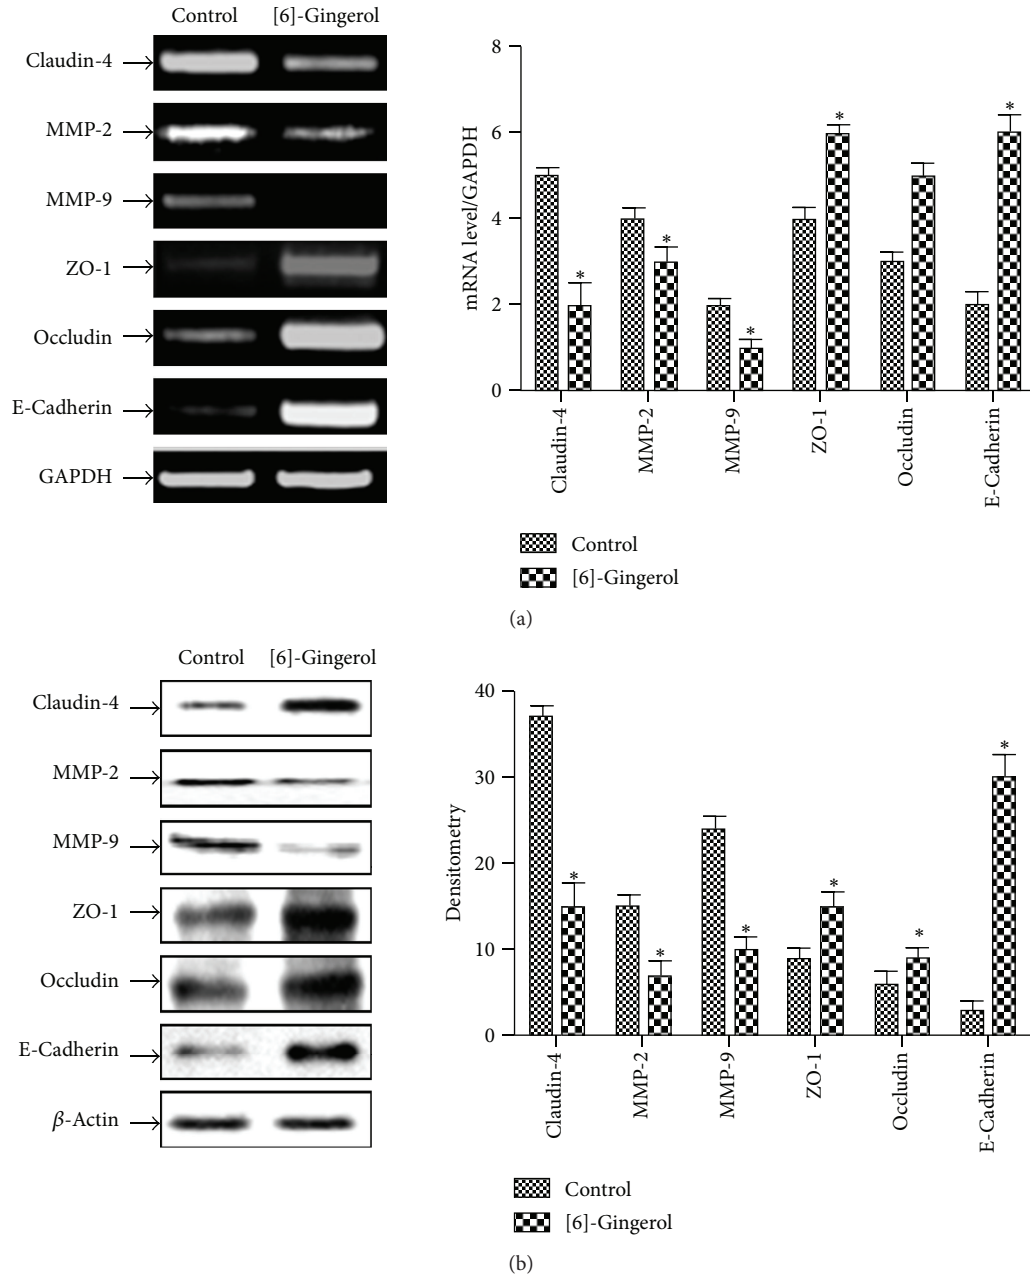 Control [6]-Gingerol
Claudin-4
MMP-2
MMP-9
ZO-1
Occludin
E-Cadherin
GAPDH
mRNA level/GAPDH
8
6
4
2
0
* * * * *
Claudin-4 MMP-2 MMP-9 ZO-1 Occludin E-Cadherin
Control
[6]-Gingerol
(a)
Control [6]-Gingerol
Claudin-4
MMP-2
MMP-9
ZO-1
Occludin
E-Cadherin
β-Actin
Densitometry
40
30
20
10
0
* * * * * *
Claudin-4 MMP-2 MMP-9 ZO-1 Occludin E-Cadherin
Control
[6]-Gingerol
(b)